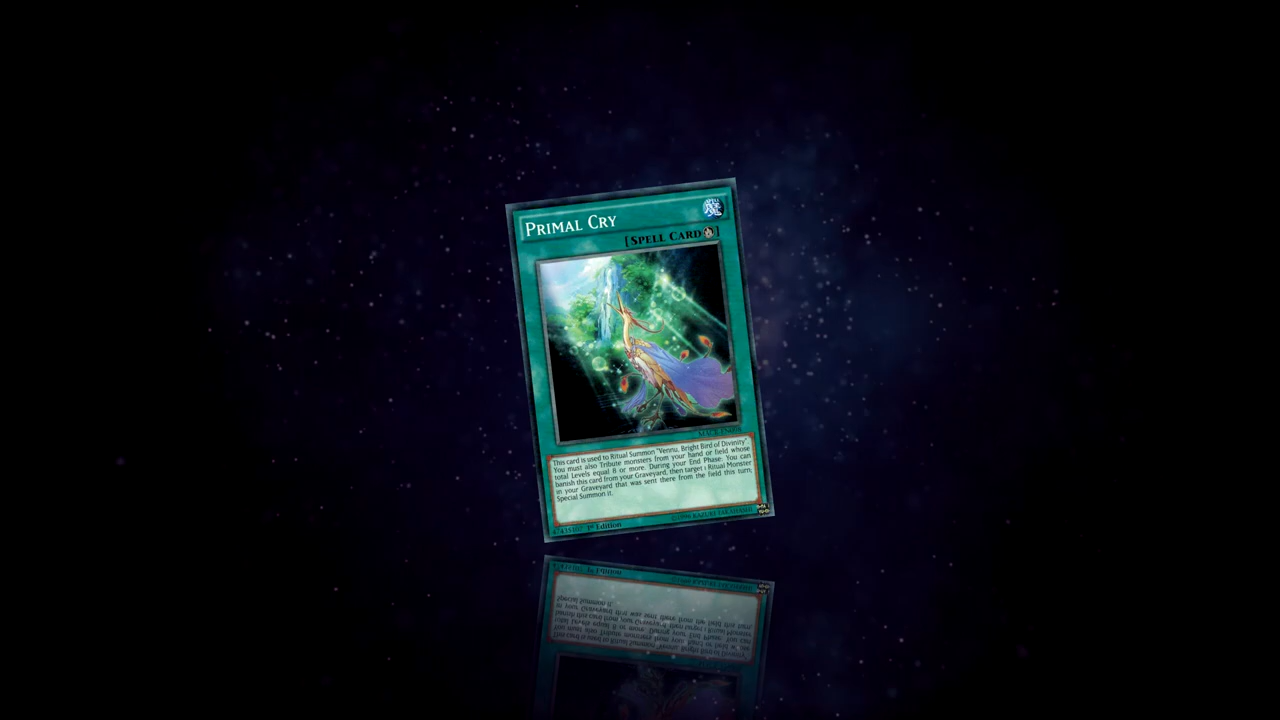 PRIMAL CRY
[SPELL CARD]
This card is used to Ritual Summon "Vennu, Bright Bird of Divinity".
You must also Tribute monsters from your hand or field whose
total Levels equal 8 or more. During your End Phase: You can
banish this card from your Graveyard, then target 1 Ritual Monster
in your Graveyard that was sent there from the field this turn;
Special Summon it.
1st Edition
©1996 KAZUKI TAKAHASHI